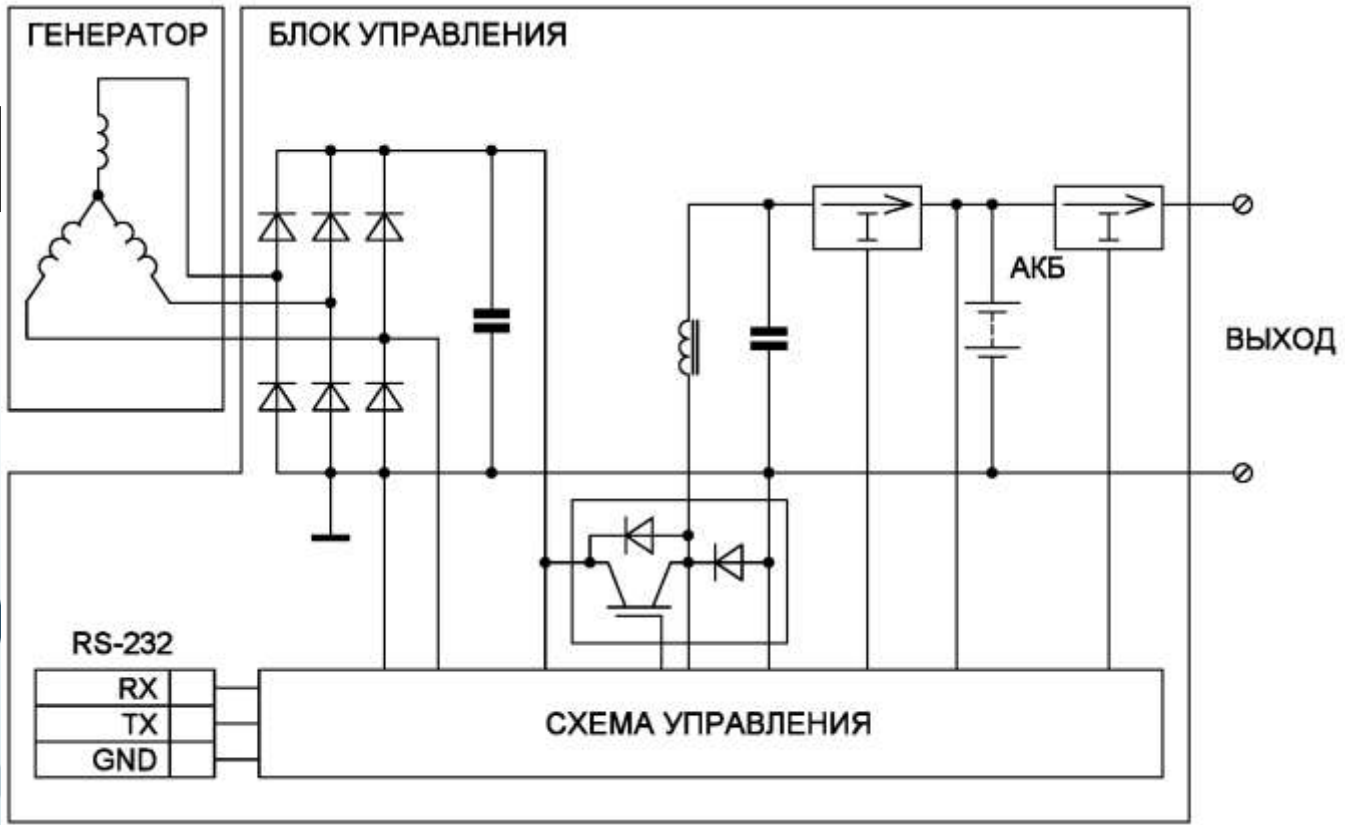 ГЕНЕРАТОР
БЛОК УПРАВЛЕНИЯ
АКБ
ВЫХОД
RS-232
RX
TX
GND
СХЕМА УПРАВЛЕНИЯ